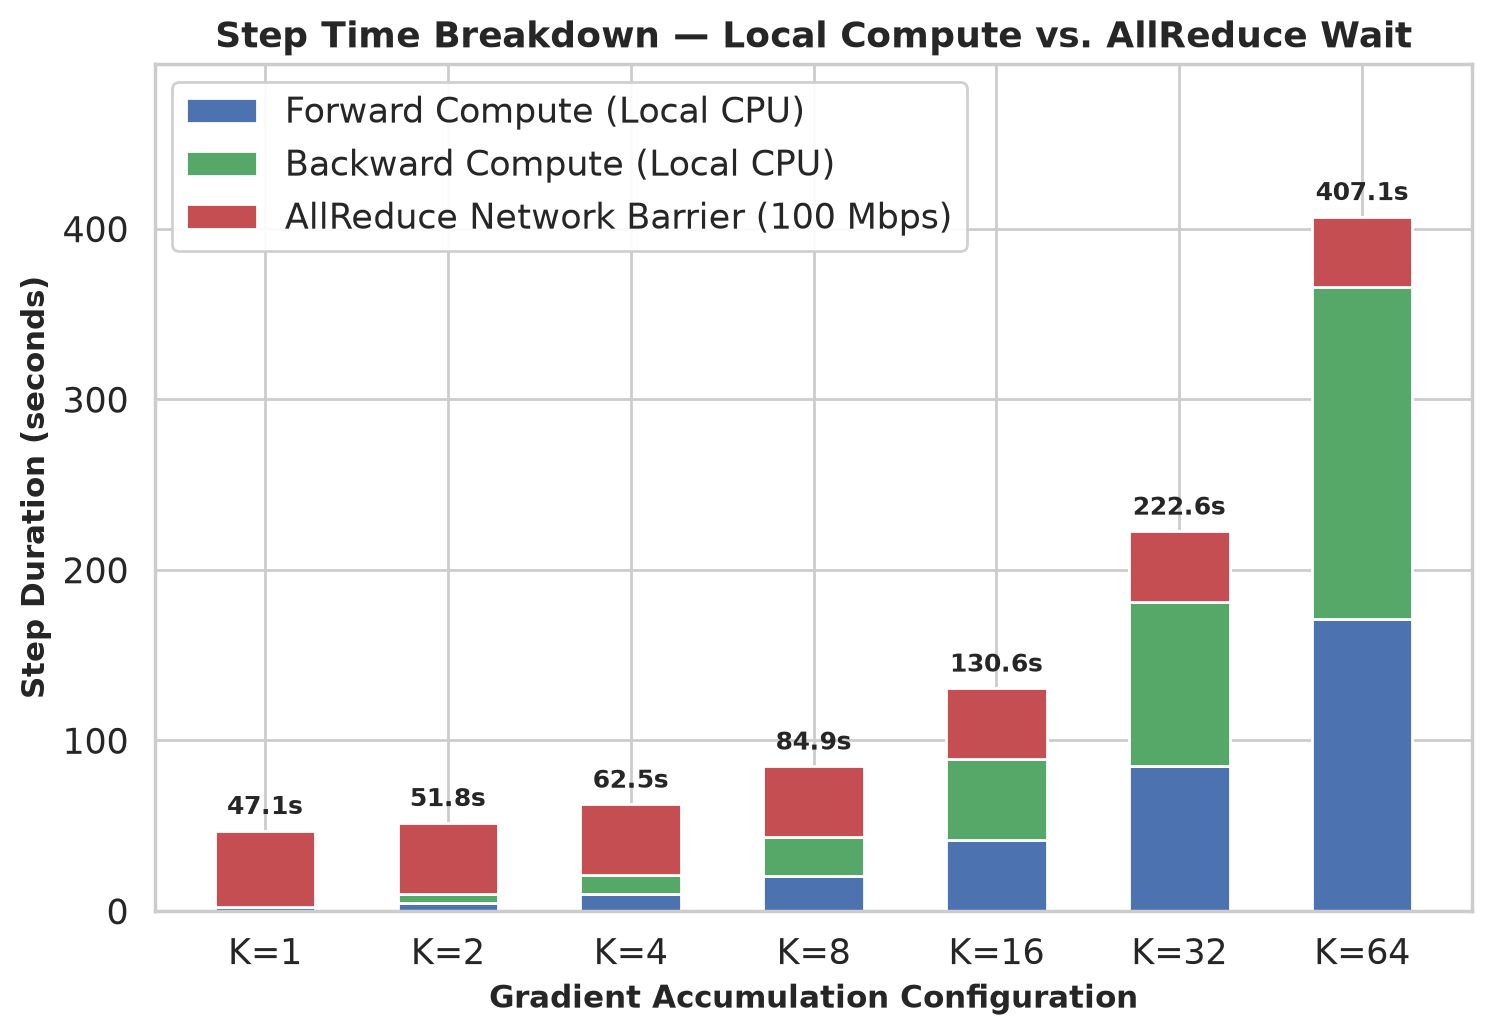 Step Time Breakdown — Local Compute vs. AllReduce Wait
Forward Compute (Local CPU)
Backward Compute (Local CPU)
AllReduce Network Barrier (100 Mbps)
Step Duration (seconds)
400
300
200
100
0
47.1s
51.8s
62.5s
84.9s
130.6s
222.6s
407.1s
K=1
K=2
K=4
K=8
K=16
K=32
K=64
Gradient Accumulation Configuration